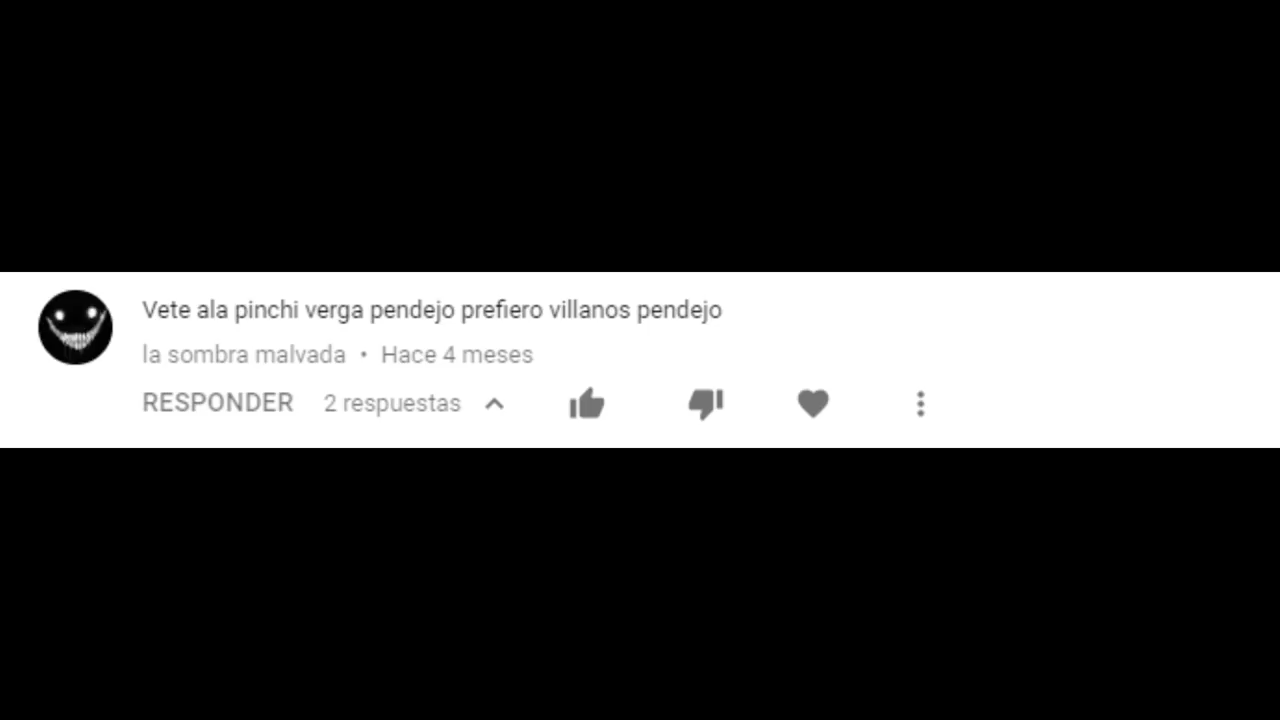 Vete ala pinchi verga pendejo prefiero villanos pendejo
la sombra malvada • Hace 4 meses
RESPONDER 2 respuestas